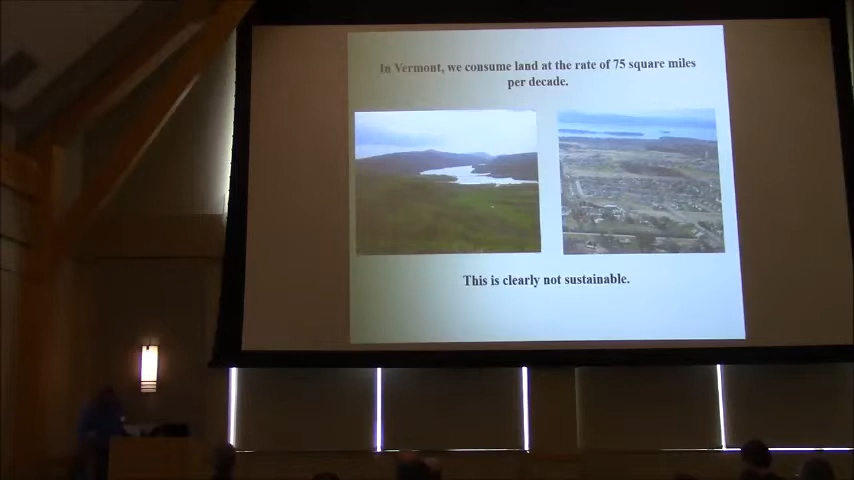 In Vermont, we consume land at the rate of 75 square miles
per decade.
This is clearly not sustainable.